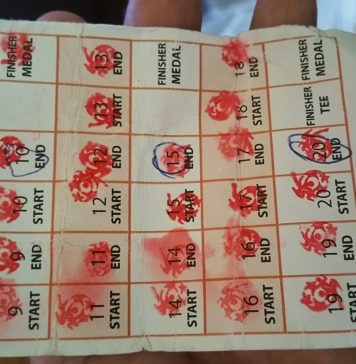 9 START
9 END
10 START
10 END
FINISHER
MEDAL
11 START
11 END
12 START
12 END
13 START
13 END
14 START
14 END
15 START
15 END
FINISHER
MEDAL
16 START
16 END
17 START
17 END
18 START
18 END
19 START
19 END
20 START
20 END
FINISHER
TEE
FINISHER
MEDAL